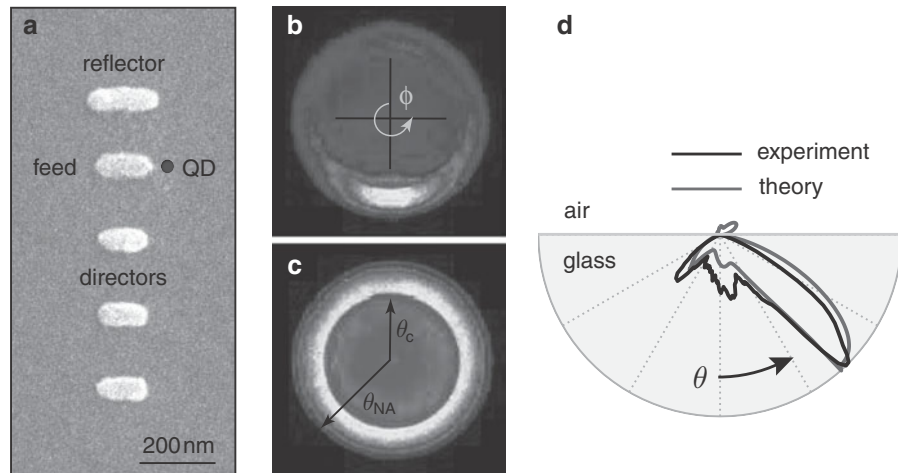 a
reflector
feed
QD
directors
200 nm
b
ϕ
c
θc
θNA
d
experiment
theory
air
glass
θ